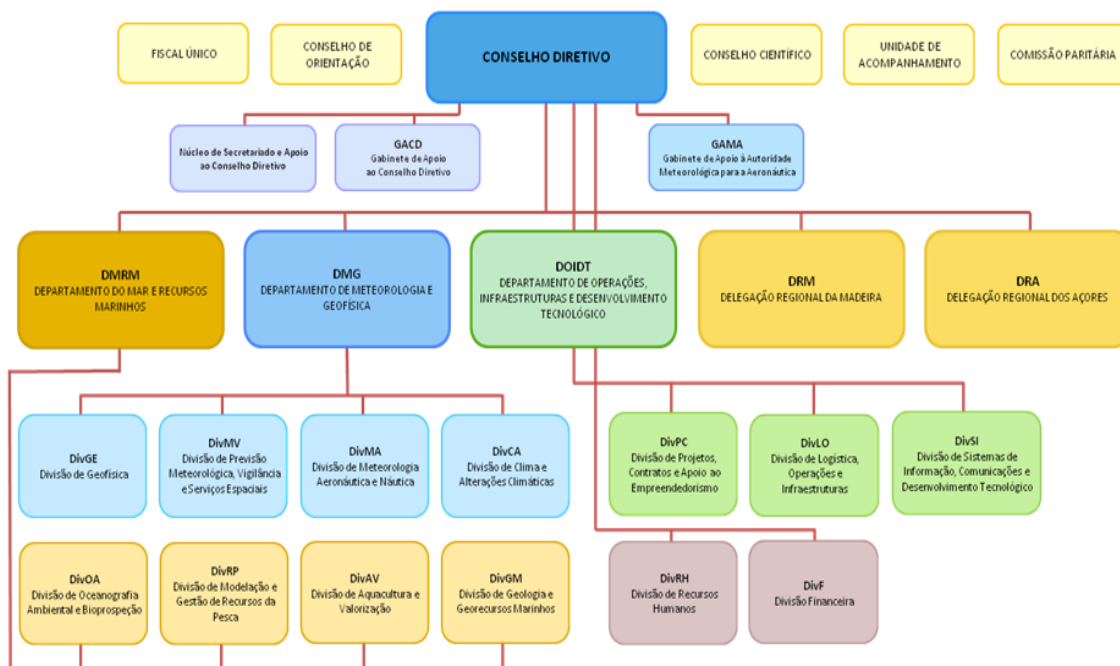 FISCAL ÚNICO
CONSELHO DE
ORIENTAÇÃO
CONSELHO DIRETIVO
CONSELHO CIENTÍFICO
UNIDADE DE
ACOMPANHAMENTO
COMISSÃO PARITÁRIA
Núcleo de Secretariado e Apoio
ao Conselho Diretivo
GACD
Gabinete de Apoio
ao Conselho Diretivo
GAMA
Gabinete de Apoio à Autoridade
Meteorológica para a Aeronáutica
DMRM
DEPARTAMENTO DO MAR E RECURSOS
MARINHOS
DMG
DEPARTAMENTO DE METEOROLOGIA E
GEOFÍSICA
DOIDT
DEPARTAMENTO DE OPERAÇÕES,
INFRAESTRUTURAS E DESENVOLVIMENTO
TECNOLÓGICO
DRM
DELEGAÇÃO REGIONAL DA MADEIRA
DRA
DELEGAÇÃO REGIONAL DOS AÇORES
DivGE
Divisão de Geofísica
DivMV
Divisão de Previsão
Meteorológica, Vigilância
e Serviços Espaciais
DivMA
Divisão de Meteorologia
Aeronáutica e Náutica
DivCA
Divisão de Clima e
Alterações Climáticas
DivPC
Divisão de Projetos,
Contratos e Apoio ao
Empreendedorismo
DivLO
Divisão de Logística,
Operações e
Infraestruturas
DivSI
Divisão de Sistemas de
Informação, Comunicações e
Desenvolvimento Tecnológico
DivOA
Divisão de Oceanografia
Ambiental e Bioprospeção
DivRP
Divisão de Modelação e
Gestão de Recursos da
Pesca
DivAV
Divisão de Aquacultura e
Valorização
DivGM
Divisão de Geologia e
Georecursos Marinhos
DivRH
Divisão de Recursos
Humanos
DivF
Divisão Financeira